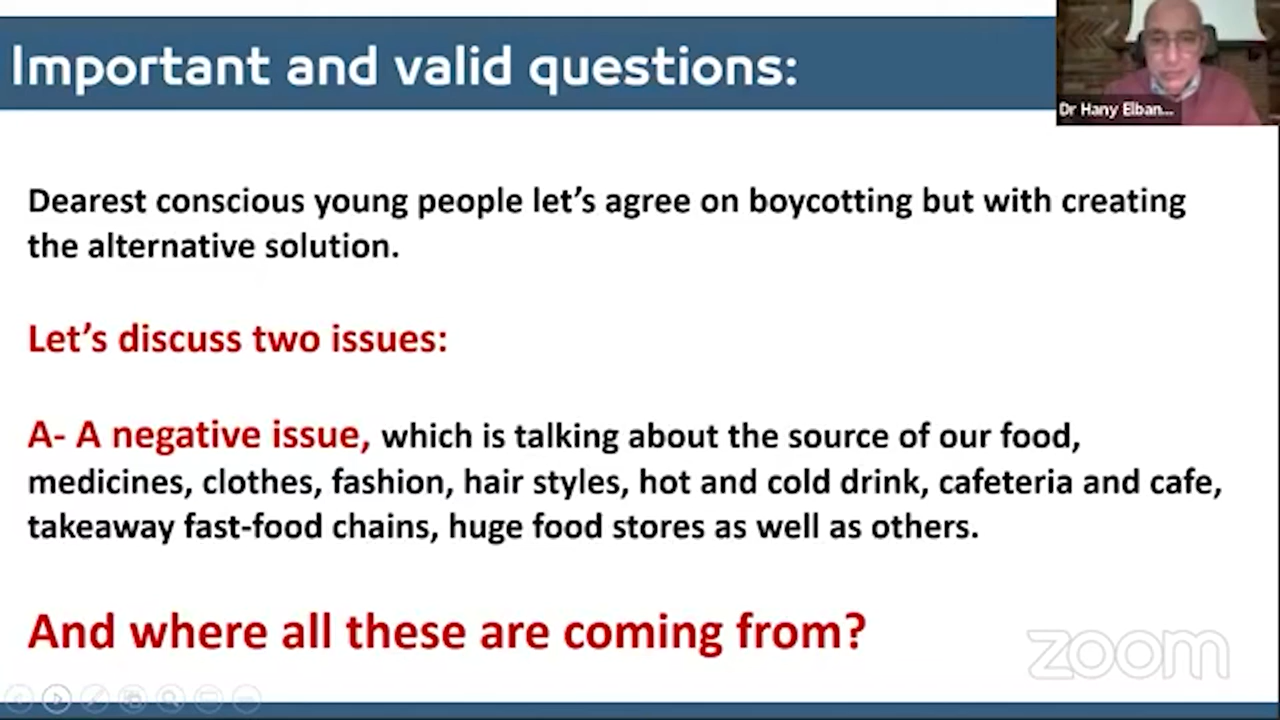 Important and valid questions:
Dr Hany Elban...
Dearest conscious young people let's agree on boycotting but with creating
the alternative solution.
Let's discuss two issues:
A- A negative issue, which is talking about the source of our food,
medicines, clothes, fashion, hair styles, hot and cold drink, cafeteria and cafe,
takeaway fast-food chains, huge food stores as well as others.
And where all these are coming from?
zoom